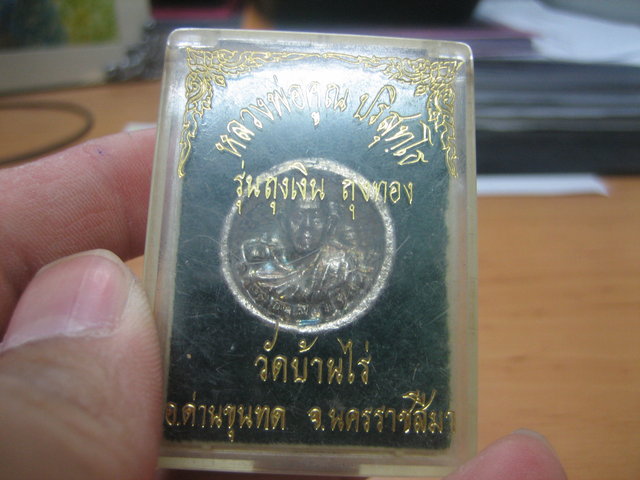 หลวงพ่อคูณ ปริสุทโธ
รุ่นถุงเงิน ถุงทอง
วัดบ้านไร่
อ.ด่านขุนทด จ.นครราชสีมา